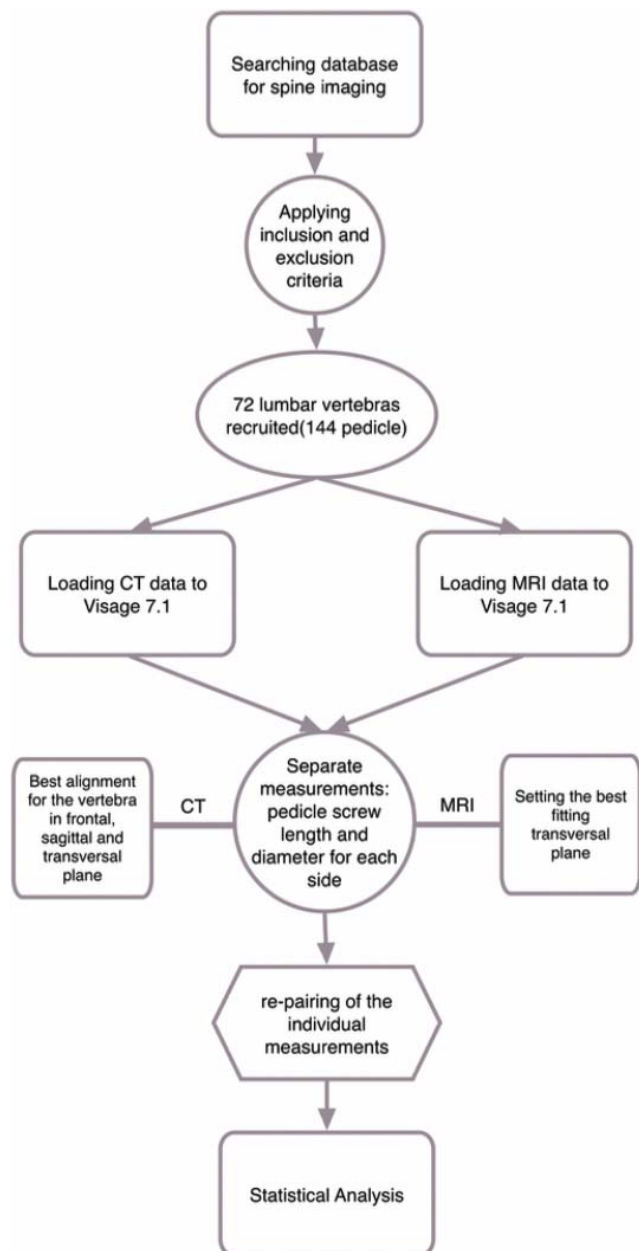 Searching database
for spine imaging
Applying
inclusion and
exclusion
criteria
72 lumbar vertebras
recruited(144 pedicle)
Loading CT data to
Visage 7.1
Loading MRI data to
Visage 7.1
Best alignment
for the vertebra
in frontal,
sagittal and
transversal
plane
CT
Separate
measurements:
pedicle screw
length and
diameter for each
side
MRI
Setting the best
fitting
transversal
plane
re-pairing of the
individual
measurements
Statistical Analysis